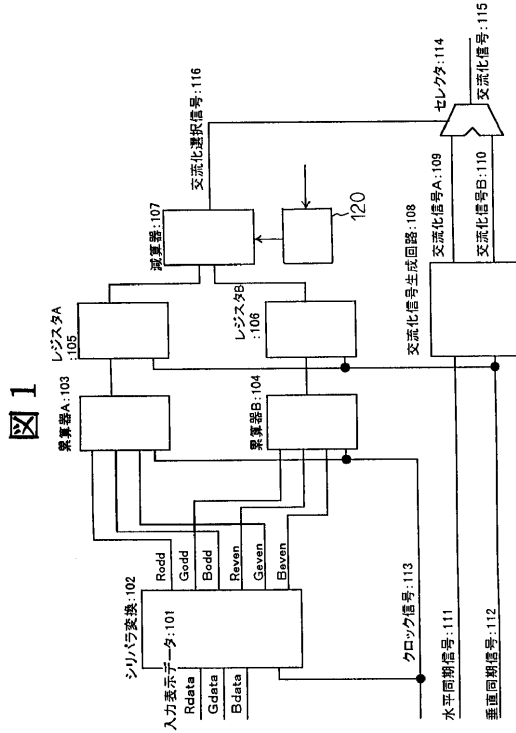 図 1
シリパラ変換:102
入力表示データ:101
Rdata
Gdata
Bdata
Rodd
Godd
Bodd
Reven
Geven
Beven
累算器A:103
累算器B:104
レジスタA
:105
レジスタB
:106
減算器:107
120
交流化選択信号:116
セレクタ:114
交流化信号:115
交流化信号A:109
交流化信号B:110
交流化信号生成回路:108
クロック信号:113
水平同期信号:111
垂直同期信号:112